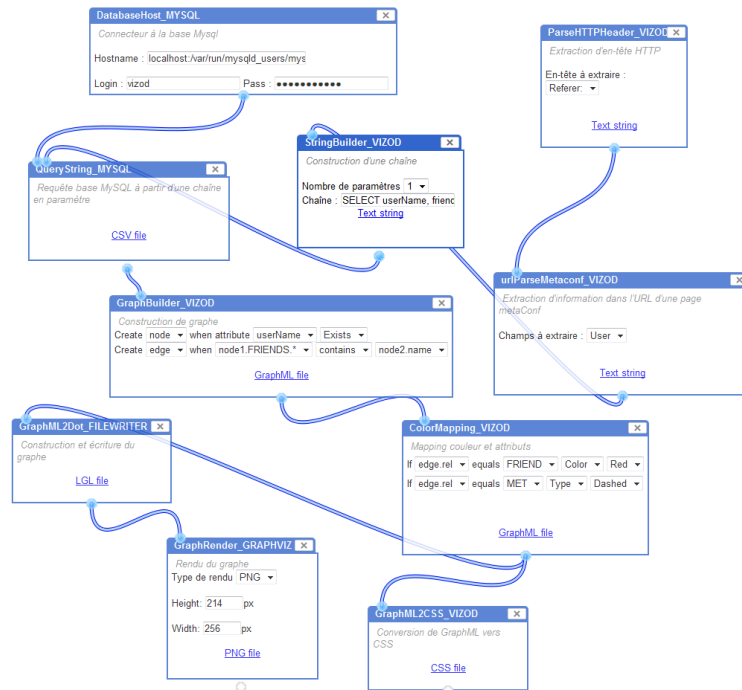 DatabaseHost_MYSQL
Connecteur à la base Mysql
Hostname : localhost:/var/run/mysqld_users/mys
Login : vizod Pass : ●●●●●●●●●●●
ParseHTTPHeader_VIZOD
Extraction d'en-tête HTTP
En-tête à extraire :
Referer:
Text string
StringBuilder_VIZOD
Construction d'une chaîne
Nombre de paramètres 1
Chaîne : SELECT userName, friend
Text string
QueryString_MYSQL
Requête base MySQL à partir d'une chaîne
en paramètre
CSV file
urlParseMetaconf_VIZOD
Extraction d'information dans l'URL d'une page
metaConf
Champs à extraire : User
Text string
GraphBuilder_VIZOD
Construction de graphe
Create node when attribute userName Exists
Create edge when node1.FRIENDS.* contains node2.name
GraphML file
GraphML2Dot_FILEWRITER
Construction et écriture du
graphe
LGL file
ColorMapping_VIZOD
Mapping couleur et attributs
If edge.rel equals FRIEND Color Red
If edge.rel equals MET Type Dashed
GraphML file
GraphRender_GRAPHVIZ
Rendu du graphe
Type de rendu PNG
Height: 214 px
Width: 256 px
PNG file
GraphML2CSS_VIZOD
Conversion de GraphML vers
CSS
CSS file